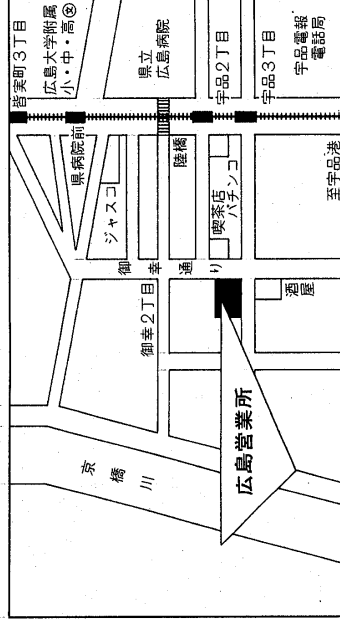 皆実町3丁目
広島大学附属
小・中・高㊛
県立
広島病院
宇品2丁目
宇品3丁目
宇品電報
電話局
県病院前
ジャスコ
陸橋
喫茶店
パチンコ
至宇品港
御幸通り
御幸2丁目
酒屋
広島営業所
京橋川